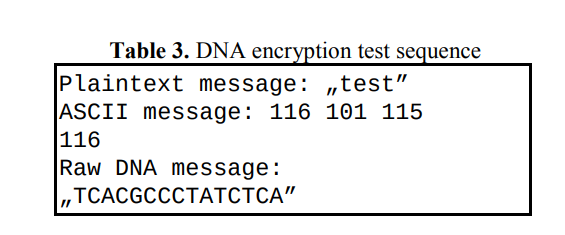 Table 3. DNA encryption test sequence
Plaintext message: „test”
ASCII message: 116 101 115
116
Raw DNA message:
„TCACGCCCTATCTCA”